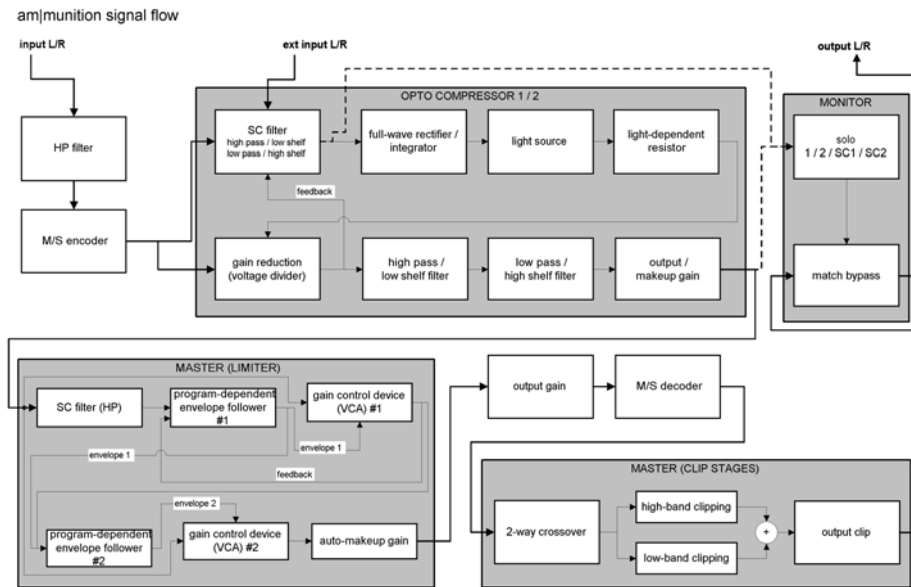 am|munition signal flow
input L/R
ext input L/R
output L/R
HP filter
M/S encoder
OPTO COMPRESSOR 1 / 2
SC filter
high pass / low shelf
low pass / high shelf
full-wave rectifier /
integrator
light source
light-dependent
resistor
feedback
gain reduction
(voltage divider)
high pass /
low shelf filter
low pass /
high shelf filter
output /
makeup gain
MONITOR
solo
1 / 2 / SC1 / SC2
match bypass
MASTER (LIMITER)
SC filter (HP)
program-dependent
envelope follower
#1
gain control device
(VCA) #1
envelope 1
envelope 1
feedback
envelope 2
program-dependent
envelope follower
#2
gain control device
(VCA) #2
auto-makeup gain
output gain
M/S decoder
MASTER (CLIP STAGES)
2-way crossover
high-band clipping
low-band clipping
+
output clip